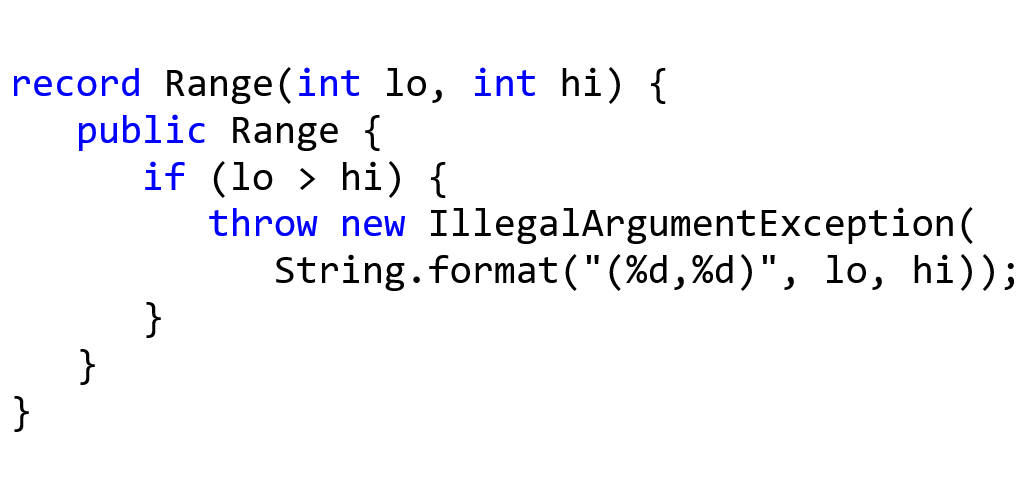 record Range(int lo, int hi) {
   public Range {
      if (lo > hi) {
         throw new IllegalArgumentException(
            String.format("(%d,%d)", lo, hi));
      }
   }
}